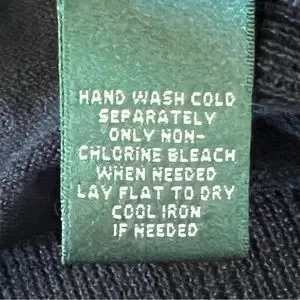 HAND WASH COLD
SEPARATELY
ONLY NON-
CHLORINE BLEACH
WHEN NEEDED
LAY FLAT TO DRY
COOL IRON
IF NEEDED